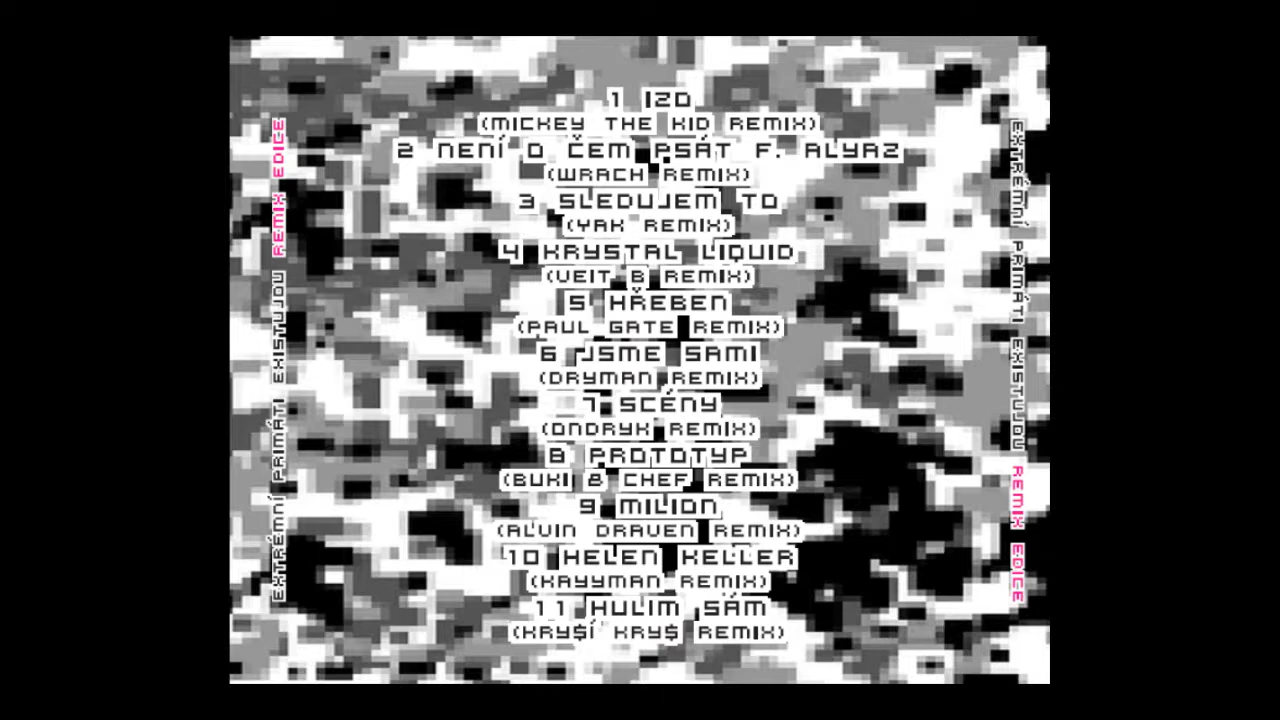 1 IZO
(MICKEY THE KID REMIX)
2 NENÍ O ČEM PSÁT F. ALYAZ
(WRACH REMIX)
3 SLEDUJEM TO
(YAK REMIX)
4 KRYSTAL LIQUID
(VEIT B REMIX)
5 HŘEBEN
(PAUL GATE REMIX)
6 JSME SAMI
(DRYMAN REMIX)
7 SCÉNY
(ONDRYK REMIX)
8 PROTOTYP
(BUKI & CHEF REMIX)
9 MILION
(ALVIN DRAVEN REMIX)
10 HELEN KELLER
(KAYYMAN REMIX)
11 HULIM SÁM
(KRY$Í KRY$ REMIX)
EXTRÉMNÍ PRIMÁTI EXISTUJOU REMIX EDICE
EXTRÉMNÍ PRIMÁTI EXISTUJOU REMIX EDICE